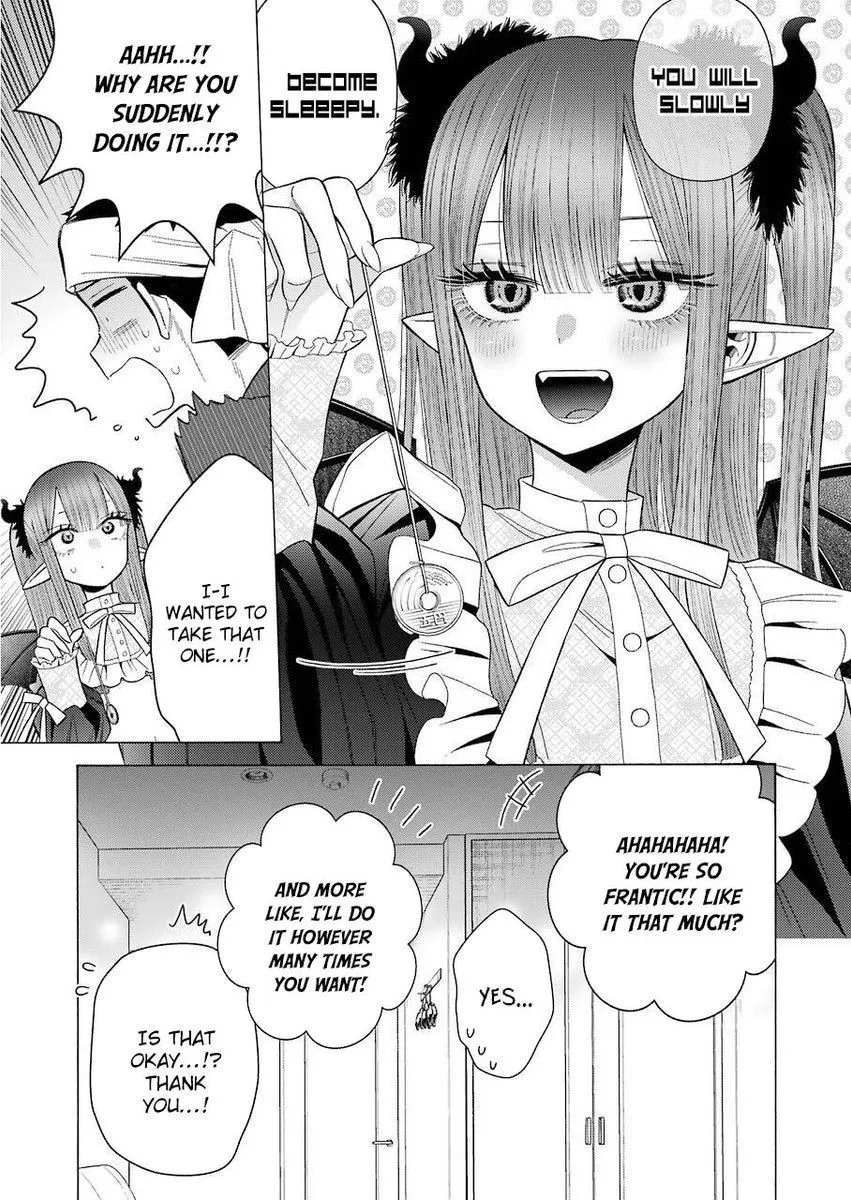 YOU WILL
SLOWLY
BECOME
SLEEEPY.
AAHH...!!
WHY ARE YOU
SUDDENLY
DOING IT...!!?
I-I
WANTED TO
TAKE THAT
ONE...!!
AHAHAHAHA!
YOU'RE SO
FRANTIC!! LIKE
IT THAT MUCH?
YES...
AND MORE
LIKE, I'LL DO
IT HOWEVER
MANY TIMES
YOU WANT!
IS THAT
OKAY...!?
THANK
YOU...!